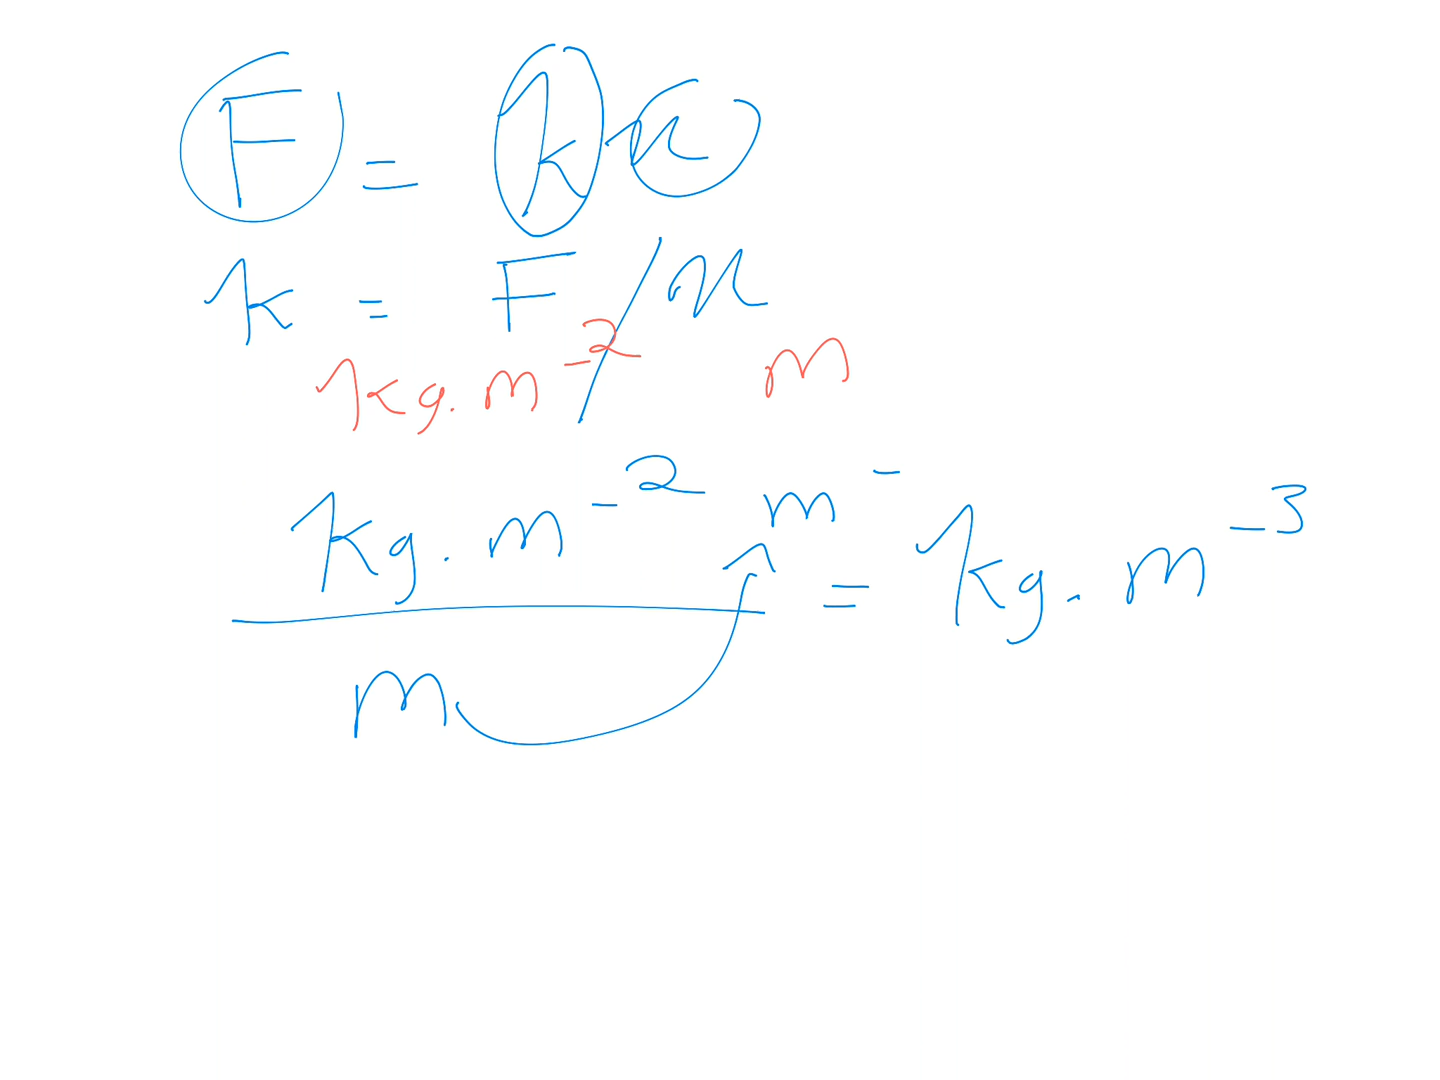 F = kx
k = F / x
kg.m⁻² m
kg.m⁻² m⁻ = kg.m⁻³
m